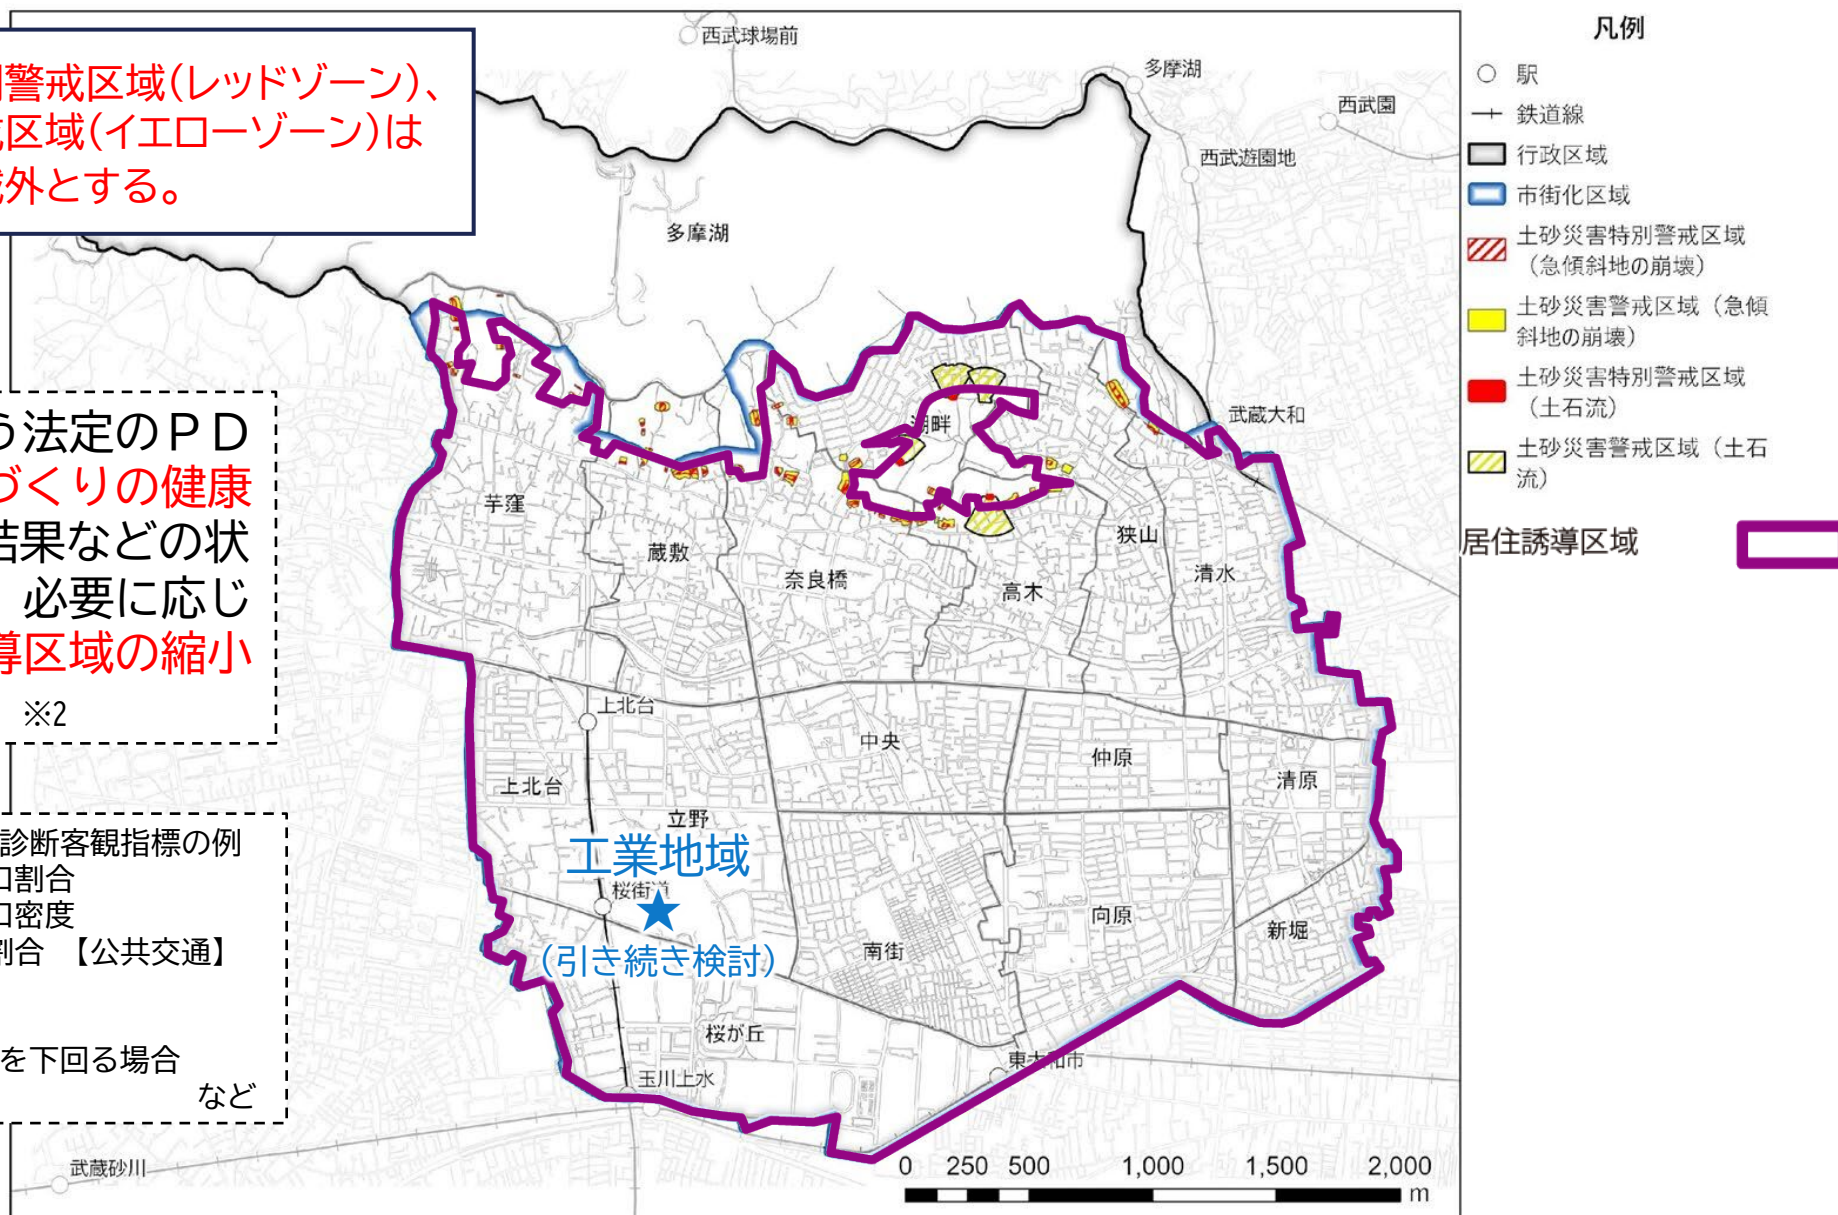 別警戒区域(レッドゾーン)、
区域(イエローゾーン)は
外とする。
う法定のPD
づくりの健康
結果などの状
必要に応じ
導区域の縮小
※2
診断客観指標の例
口割合
口密度
割合 【公共交通】
を下回る場合
など
西武球場前
多摩湖
西武園
西武遊園地
多摩湖
武蔵大和
湖畔
芋窪
蔵敷
奈良橋
高木
狭山
清水
上北台
中央
仲原
清原
上北台
立野
工業地域
桜街道
★
(引き続き検討)
南街
向原
新堀
桜が丘
玉川上水
東大和市
武蔵砂川
0 250 500 1,000 1,500 2,000
m
凡例
駅
鉄道線
行政区域
市街化区域
土砂災害特別警戒区域
(急傾斜地の崩壊)
土砂災害警戒区域(急傾
斜地の崩壊)
土砂災害特別警戒区域
(土石流)
土砂災害警戒区域(土石
流)
居住誘導区域